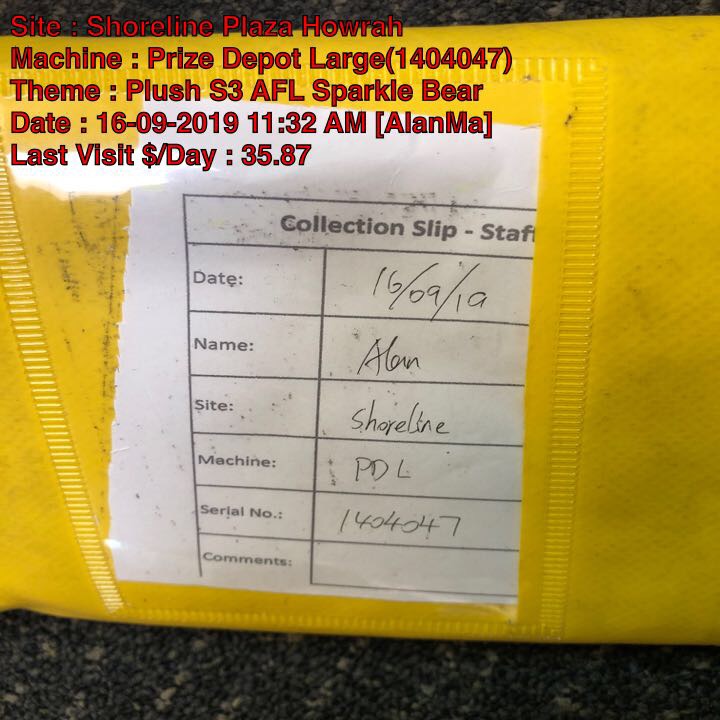 Site : Shoreline Plaza Howrah
Machine : Prize Depot Large(1404047)
Theme : Plush S3 AFL Sparkle Bear
Date : 16-09-2019 11:32 AM [AlanMa]
Last Visit $/Day : 35.87
Collection Slip - Staff
Date: 16/09/19
Name: Alan
Site: Shoreline
Machine: PDL
Serial No.: 1404047
Comments: